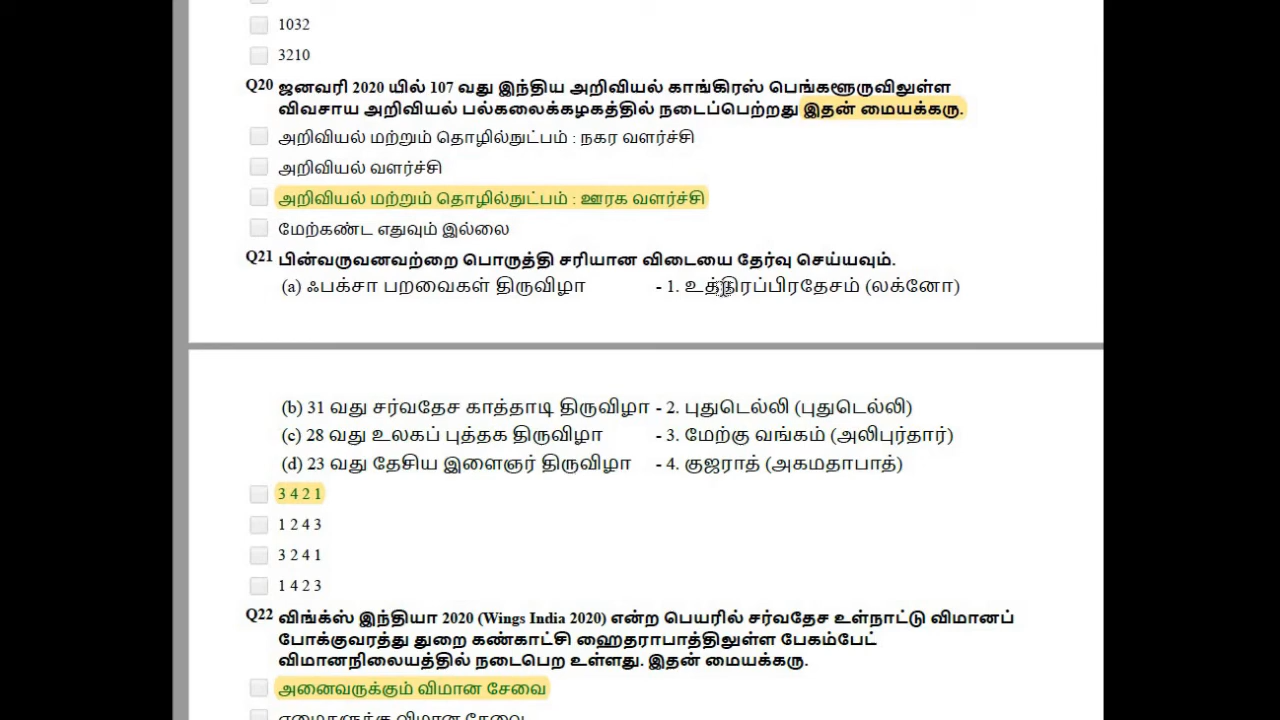 1032
3210
Q20 ஜனவரி 2020 யில் 107 வது இந்திய அறிவியல் காங்கிரஸ் பெங்களூருவிலுள்ள
விவசாய அறிவியல் பல்கலைக்கழகத்தில் நடைப்பெற்றது இதன் மையக்கரு.
அறிவியல் மற்றும் தொழில்நுட்பம் : நகர வளர்ச்சி
அறிவியல் வளர்ச்சி
அறிவியல் மற்றும் தொழில்நுட்பம் : ஊரக வளர்ச்சி
மேற்கண்ட எதுவும் இல்லை
Q21 பின்வருவனவற்றை பொருத்தி சரியான விடையை தேர்வு செய்யவும்.
(a) ஃபக்சா பறவைகள் திருவிழா - 1. உத்திரப்பிரதேசம் (லக்னோ)
(b) 31 வது சர்வதேச காத்தாடி திருவிழா - 2. புதுடெல்லி (புதுடெல்லி)
(c) 28 வது உலகப் புத்தக திருவிழா - 3. மேற்கு வங்கம் (அலிபுர்தார்)
(d) 23 வது தேசிய இளைஞர் திருவிழா - 4. குஜராத் (அகமதாபாத்)
3 4 2 1
1 2 4 3
3 2 4 1
1 4 2 3
Q22 விங்க்ஸ் இந்தியா 2020 (Wings India 2020) என்ற பெயரில் சர்வதேச உள்நாட்டு விமானப்
போக்குவரத்து துறை கண்காட்சி ஹைதராபாத்திலுள்ள பேகம்பேட்
விமானநிலையத்தில் நடைபெற உள்ளது. இதன் மையக்கரு.
அனைவருக்கும் விமான சேவை
ஏழைகளுக்கு விமான சேவை